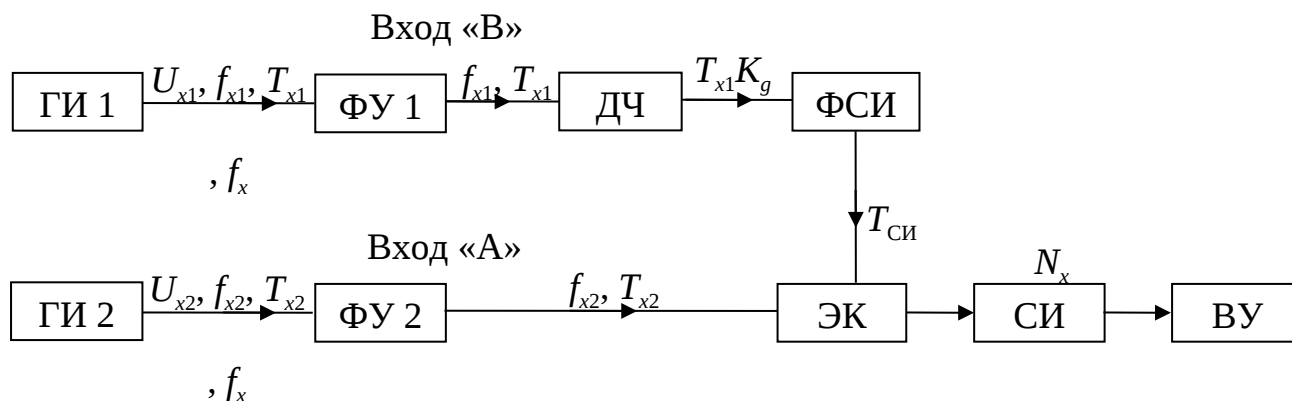 Вход «В»
U_x1, f_x1, T_x1
f_x1, T_x1
T_x1K_g
ГИ 1
ФУ 1
ДЧ
ФСИ
, f_x
T_СИ
Вход «А»
U_x2, f_x2, T_x2
f_x2, T_x2
N_x
ГИ 2
ФУ 2
ЭК
СИ
ВУ
, f_x